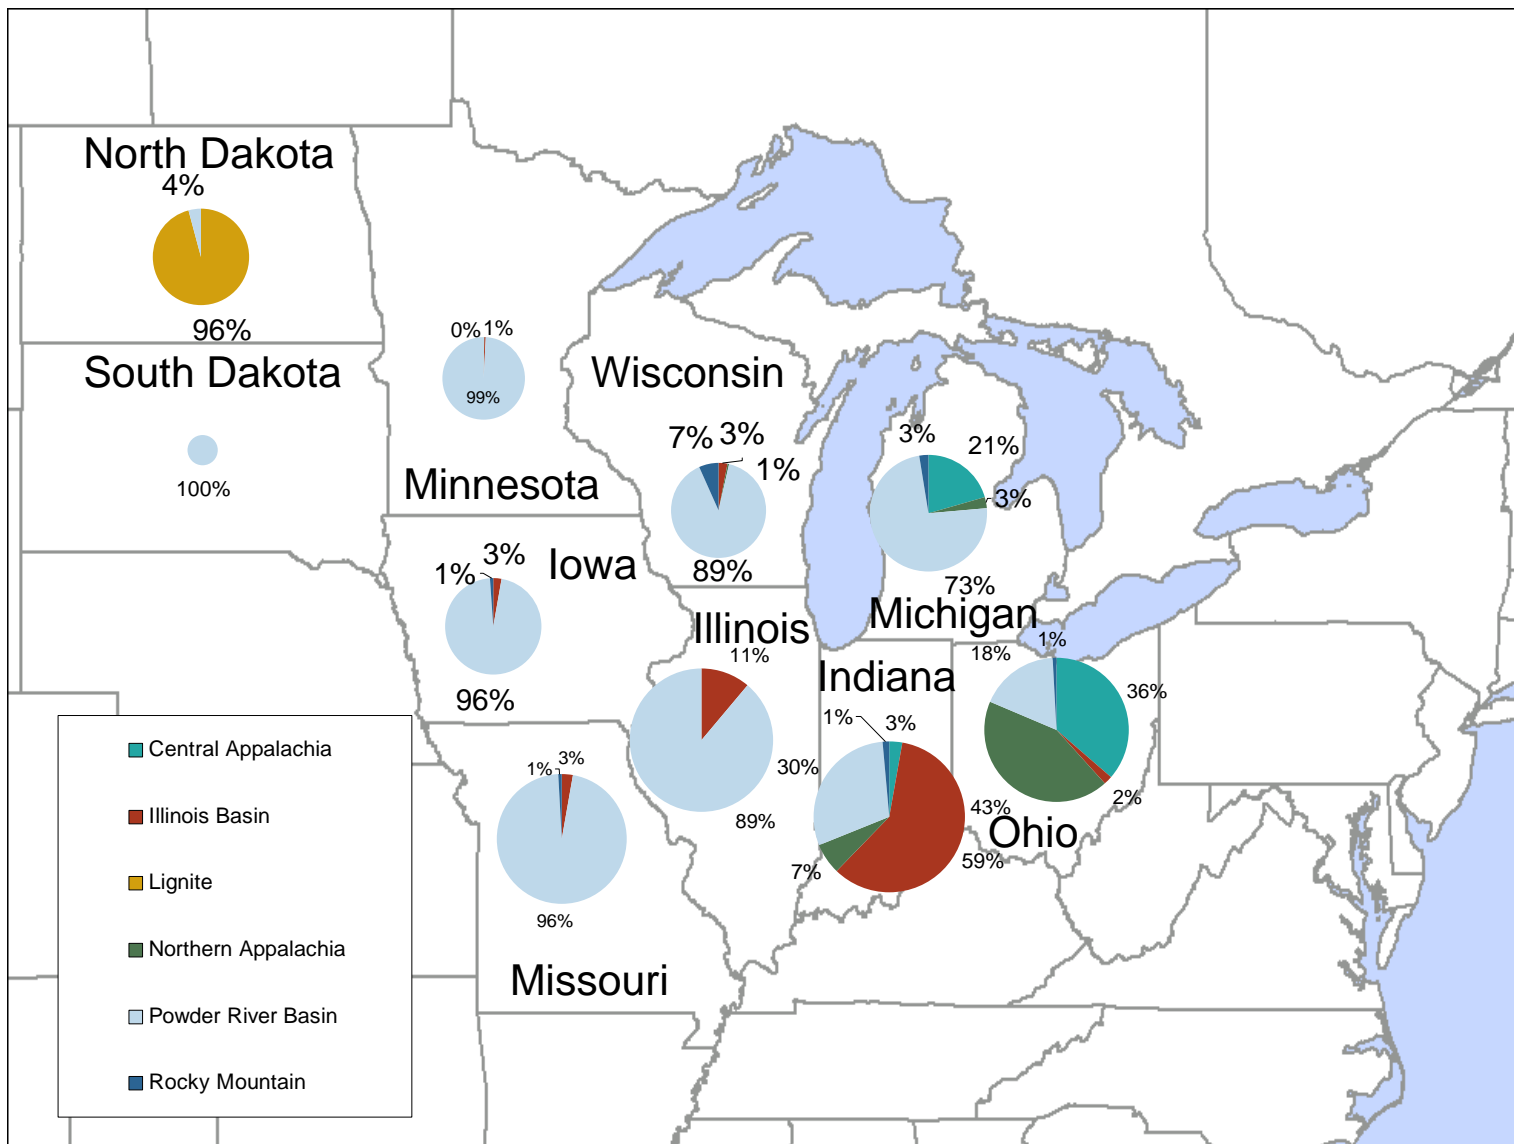 North Dakota
4%
96%
South Dakota
100%
0%
1%
99%
Minnesota
Wisconsin
7%
3%
1%
89%
3%
21%
3%
73%
Michigan
Iowa
1%
3%
96%
Illinois
11%
89%
Indiana
1%
3%
30%
7%
59%
18%
1%
36%
2%
43%
Ohio
1%
3%
96%
Missouri
Central Appalachia
Illinois Basin
Lignite
Northern Appalachia
Powder River Basin
Rocky Mountain